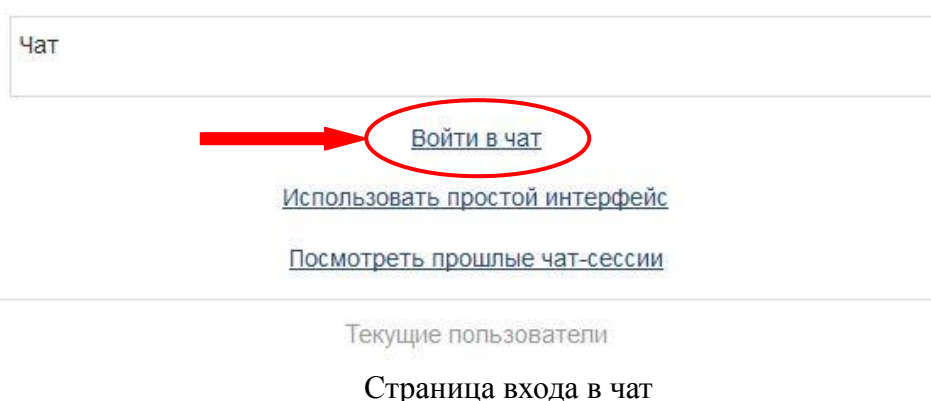 Чат
Войти в чат
Использовать простой интерфейс
Посмотреть прошлые чат-сессии
Текущие пользователи
Страница входа в чат